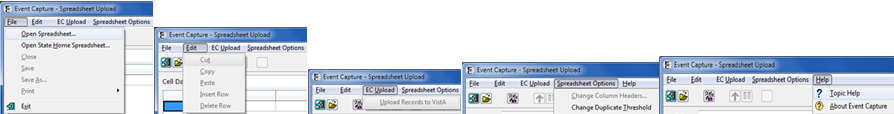 Event Capture - Spreadsheet Upload
File Edit EC Upload Spreadsheet Options
Open Spreadsheet...
Open State Home Spreadsheet...
Close
Save
Save As...
Print
Exit
Event Capture - Spreadsheet Upload
File Edit EC Upload Spreadsheet Options
Cut
Copy
Paste
Insert Row
Delete Row
Cell Da
Event Capture - Spreadsheet Upload
File Edit EC Upload Spreadsheet Options
Upload Records to VistA
Event Capture - Spreadsheet Upload
File Edit EC Upload Spreadsheet Options Help
Change Column Headers...
Change Duplicate Threshold
Event Capture - Spreadsheet Upload
File Edit EC Upload Spreadsheet Options Help
Topic Help
About Event Capture